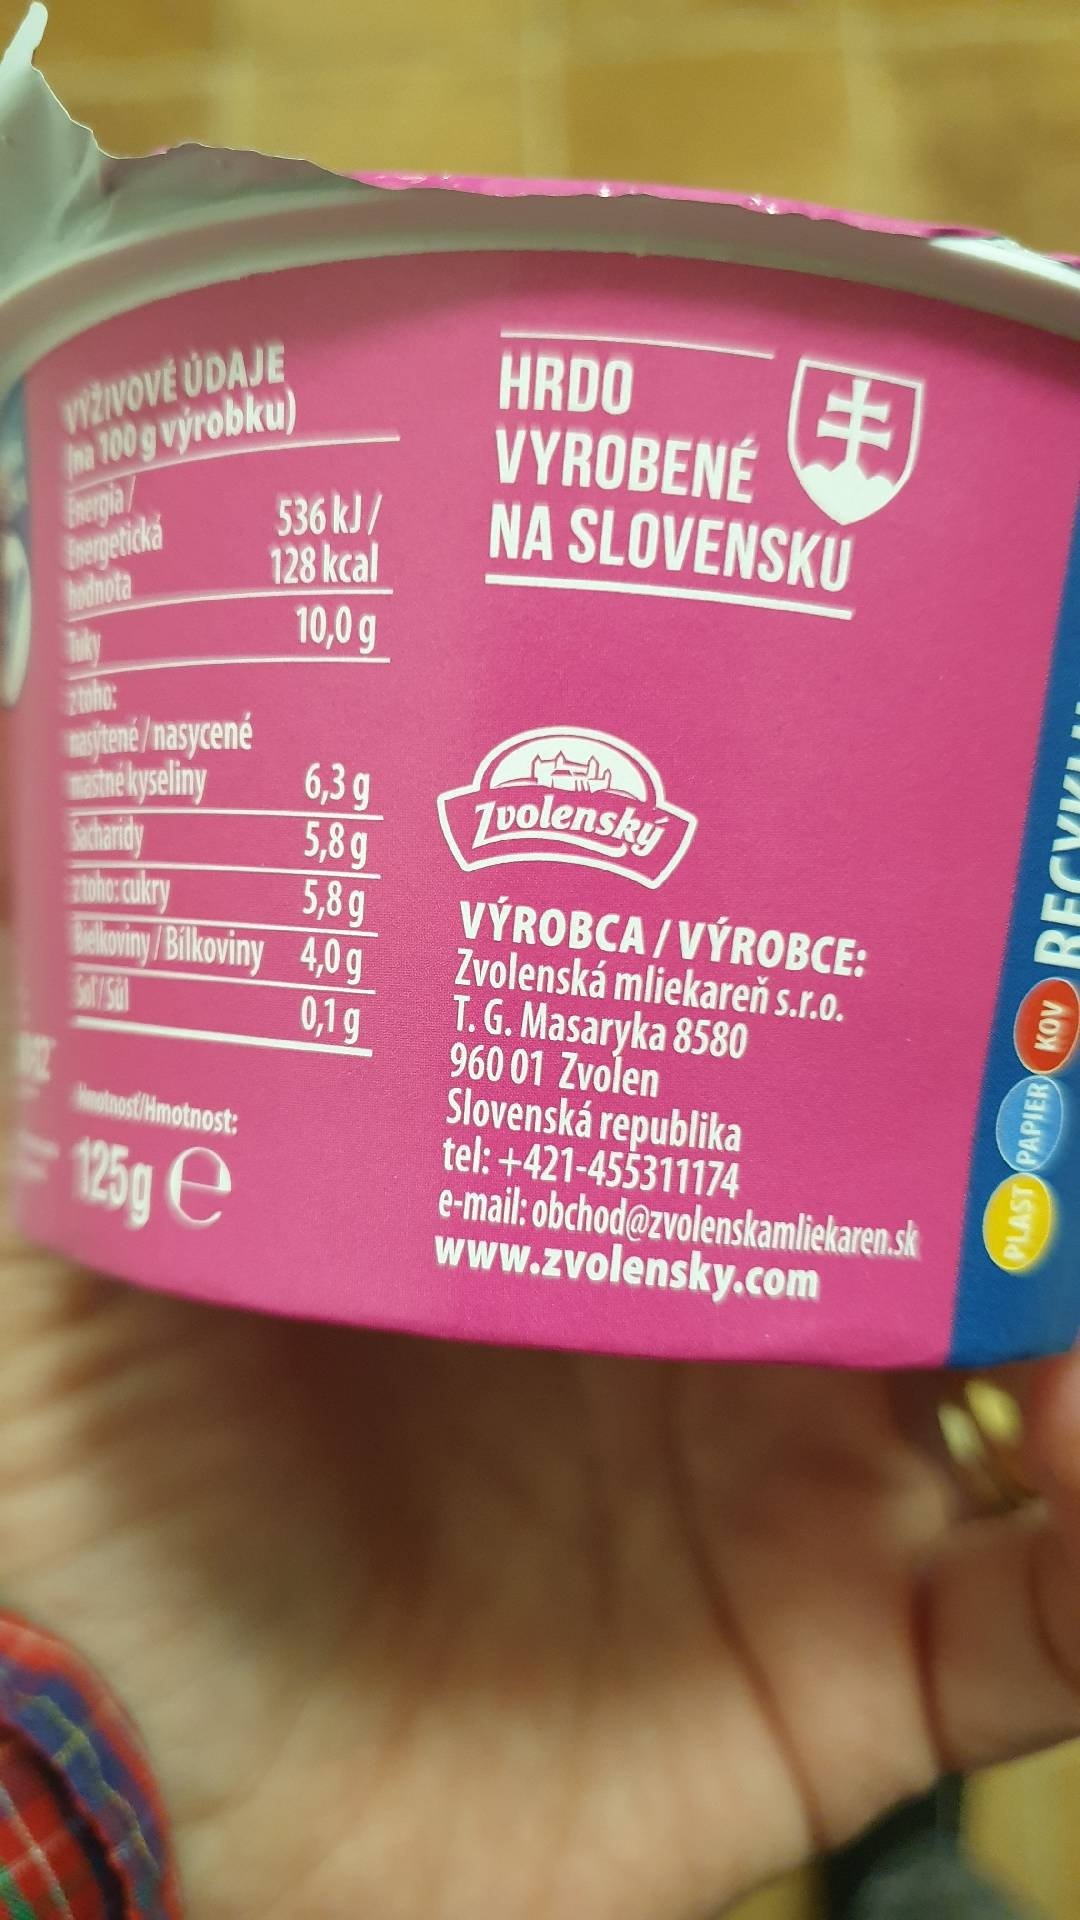 VÝŽIVOVÉ ÚDAJE
(na 100 g výrobku)
Energia/
Energetická
hodnota
536 kJ /
128 kcal
Tuky 10,0 g
z toho:
nasýtené / nasycené
mastné kyseliny 6,3 g
Sacharidy 5,8 g
z toho: cukry 5,8 g
Bielkoviny / Bílkoviny 4,0 g
Soľ / Sůl 0,1 g
Hmotnosť/Hmotnost:
125g e
HRDO
VYROBENÉ
NA SLOVENSKU
Zvolenský
VÝROBCA / VÝROBCE:
Zvolenská mliekareň s.r.o.
T. G. Masaryka 8580
960 01 Zvolen
Slovenská republika
tel: +421-455311174
e-mail: obchod@zvolenskamliekaren.sk
www.zvolensky.com
PLAST PAPIER KOV